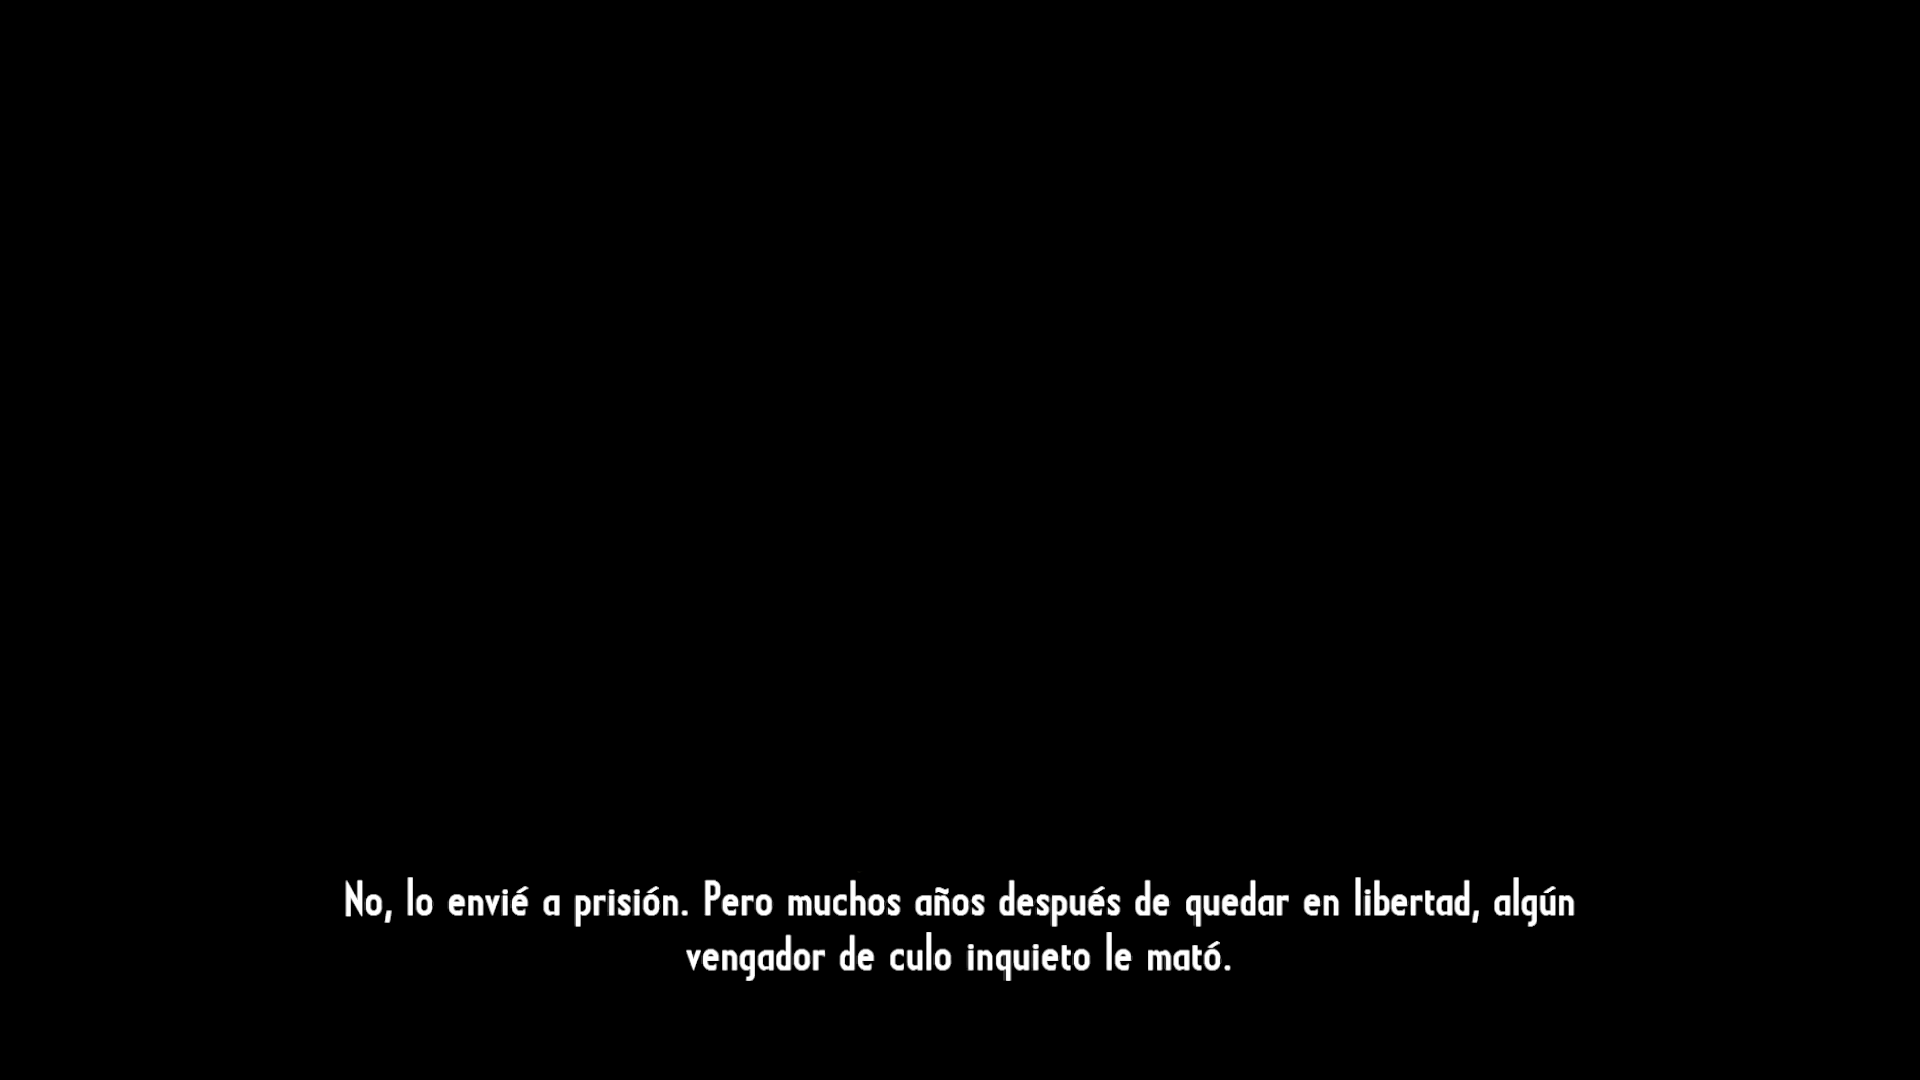 No, lo envié a prisión. Pero muchos años después de quedar en libertad, algún
vengador de culo inquieto le mató.